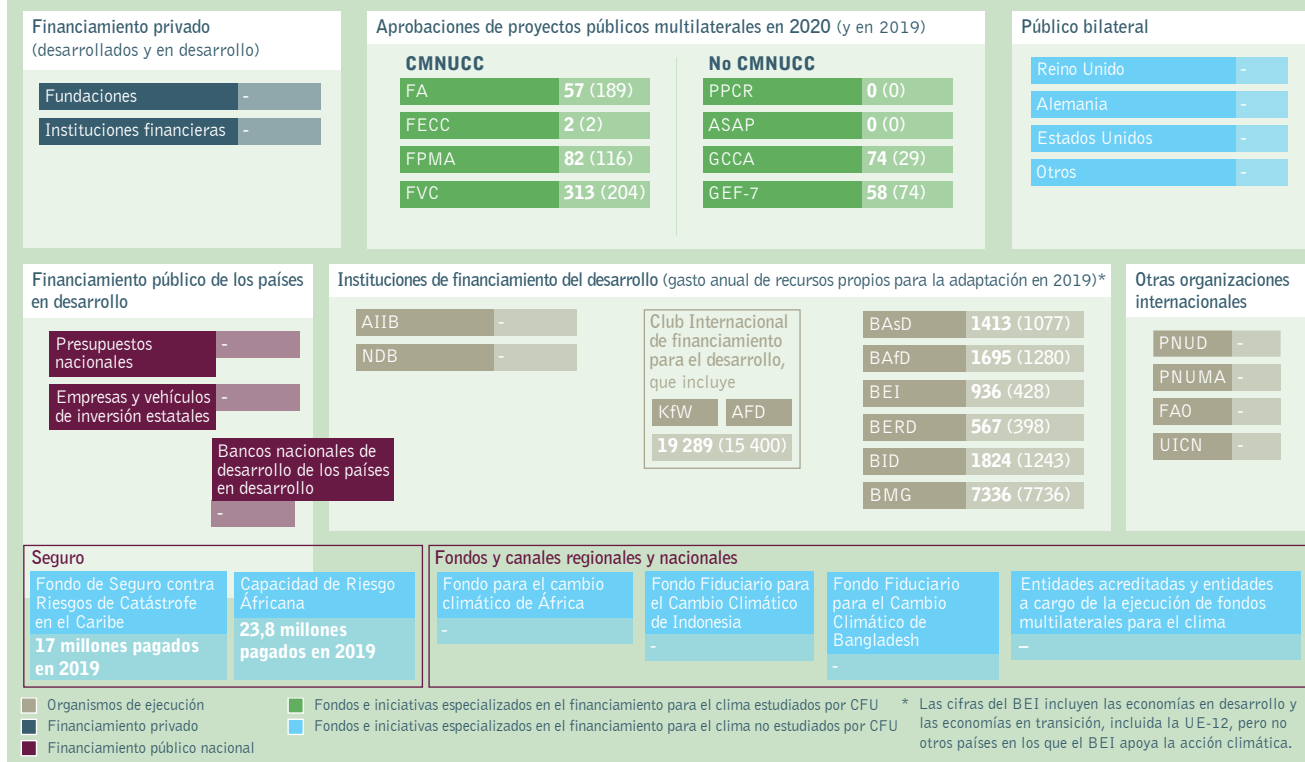 Financiamiento privado
(desarrollados y en desarrollo)
Fundaciones -
Instituciones financieras -
Aprobaciones de proyectos públicos multilaterales en 2020 (y en 2019)
CMNUCC
FA 57 (189)
FECC 2 (2)
FPMA 82 (116)
FVC 313 (204)
No CMNUCC
PPCR 0 (0)
ASAP 0 (0)
GCCA 74 (29)
GEF-7 58 (74)
Público bilateral
Reino Unido -
Alemania -
Estados Unidos -
Otros -
Financiamiento público de los países
en desarrollo
Presupuestos -
nacionales
Empresas y vehículos -
de inversión estatales
Bancos nacionales de
desarrollo de los países
en desarrollo
-
Instituciones de financiamiento del desarrollo (gasto anual de recursos propios para la adaptación en 2019)*
AIIB -
NDB -
Club Internacional
de financiamiento
para el desarrollo,
que incluye
KfW AFD
19 289 (15 400)
BAsD 1413 (1077)
BAfD 1695 (1280)
BEI 936 (428)
BERD 567 (398)
BID 1824 (1243)
BMG 7336 (7736)
Otras organizaciones
internacionales
PNUD -
PNUMA -
FAO -
UICN -
Seguro
Fondo de Seguro contra
Riesgos de Catástrofe
en el Caribe
17 millones pagados
en 2019
Capacidad de Riesgo
Áfricana
23,8 millones
pagados en 2019
Fondos y canales regionales y nacionales
Fondo para el cambio
climático de África
-
Fondo Fiduciario para
el Cambio Climático
de Indonesia
-
Fondo Fiduciario
para el Cambio
Climático de
Bangladesh
-
Entidades acreditadas y entidades
a cargo de la ejecución de fondos
multilaterales para el clima
–
Organismos de ejecución
Financiamiento privado
Financiamiento público nacional
Fondos e iniciativas especializados en el financiamiento para el clima estudiados por CFU
Fondos e iniciativas especializados en el financiamiento para el clima no estudiados por CFU
* Las cifras del BEI incluyen las economías en desarrollo y
las economías en transición, incluida la UE-12, pero no
otros países en los que el BEI apoya la acción climática.